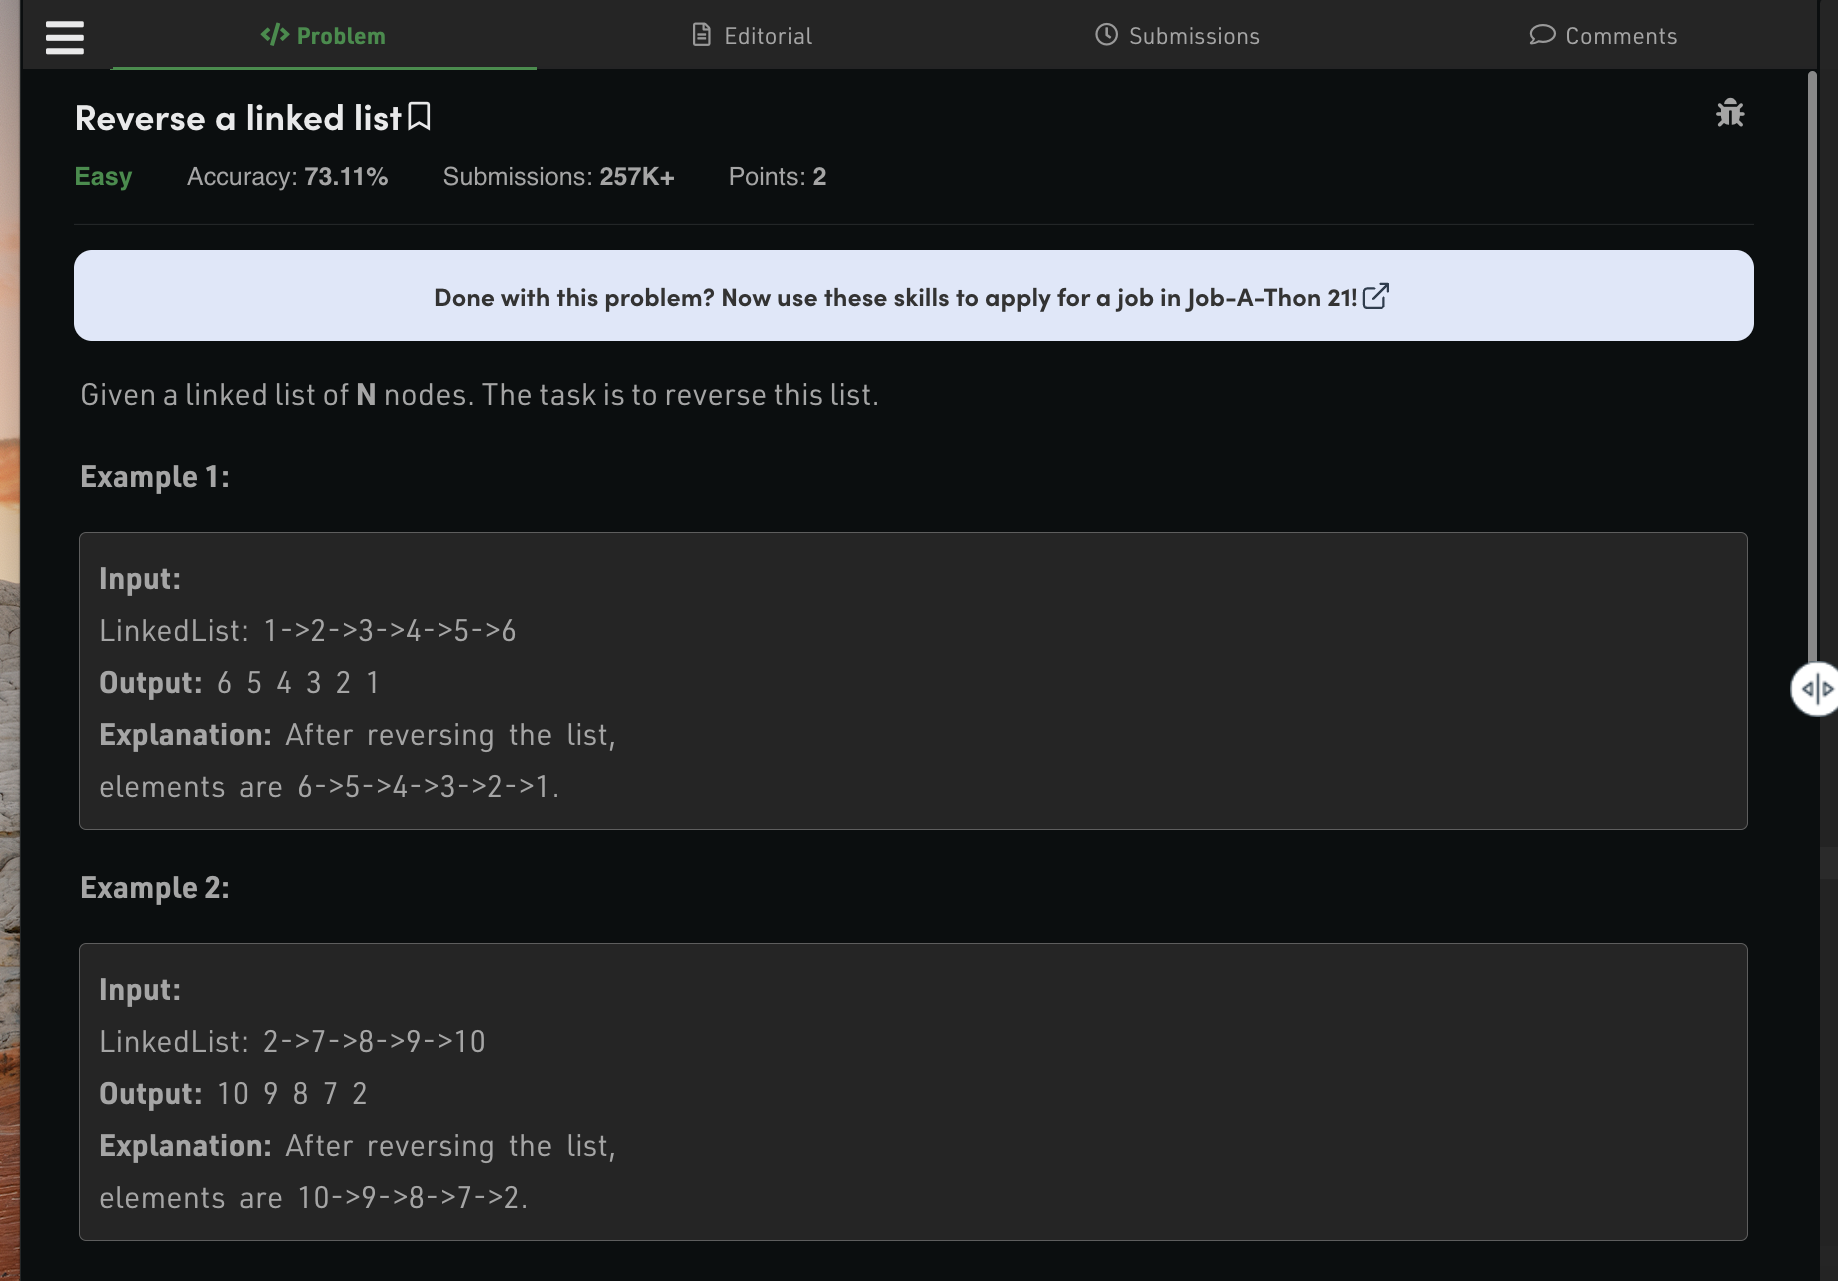 </> Problem
Editorial
Submissions
Comments
Reverse a linked list
Easy Accuracy: 73.11% Submissions: 257K+ Points: 2
Done with this problem? Now use these skills to apply for a job in Job-A-Thon 21!
Given a linked list of N nodes. The task is to reverse this list.
Example 1:
Input:
LinkedList: 1->2->3->4->5->6
Output: 6 5 4 3 2 1
Explanation: After reversing the list,
elements are 6->5->4->3->2->1.
Example 2:
Input:
LinkedList: 2->7->8->9->10
Output: 10 9 8 7 2
Explanation: After reversing the list,
elements are 10->9->8->7->2.